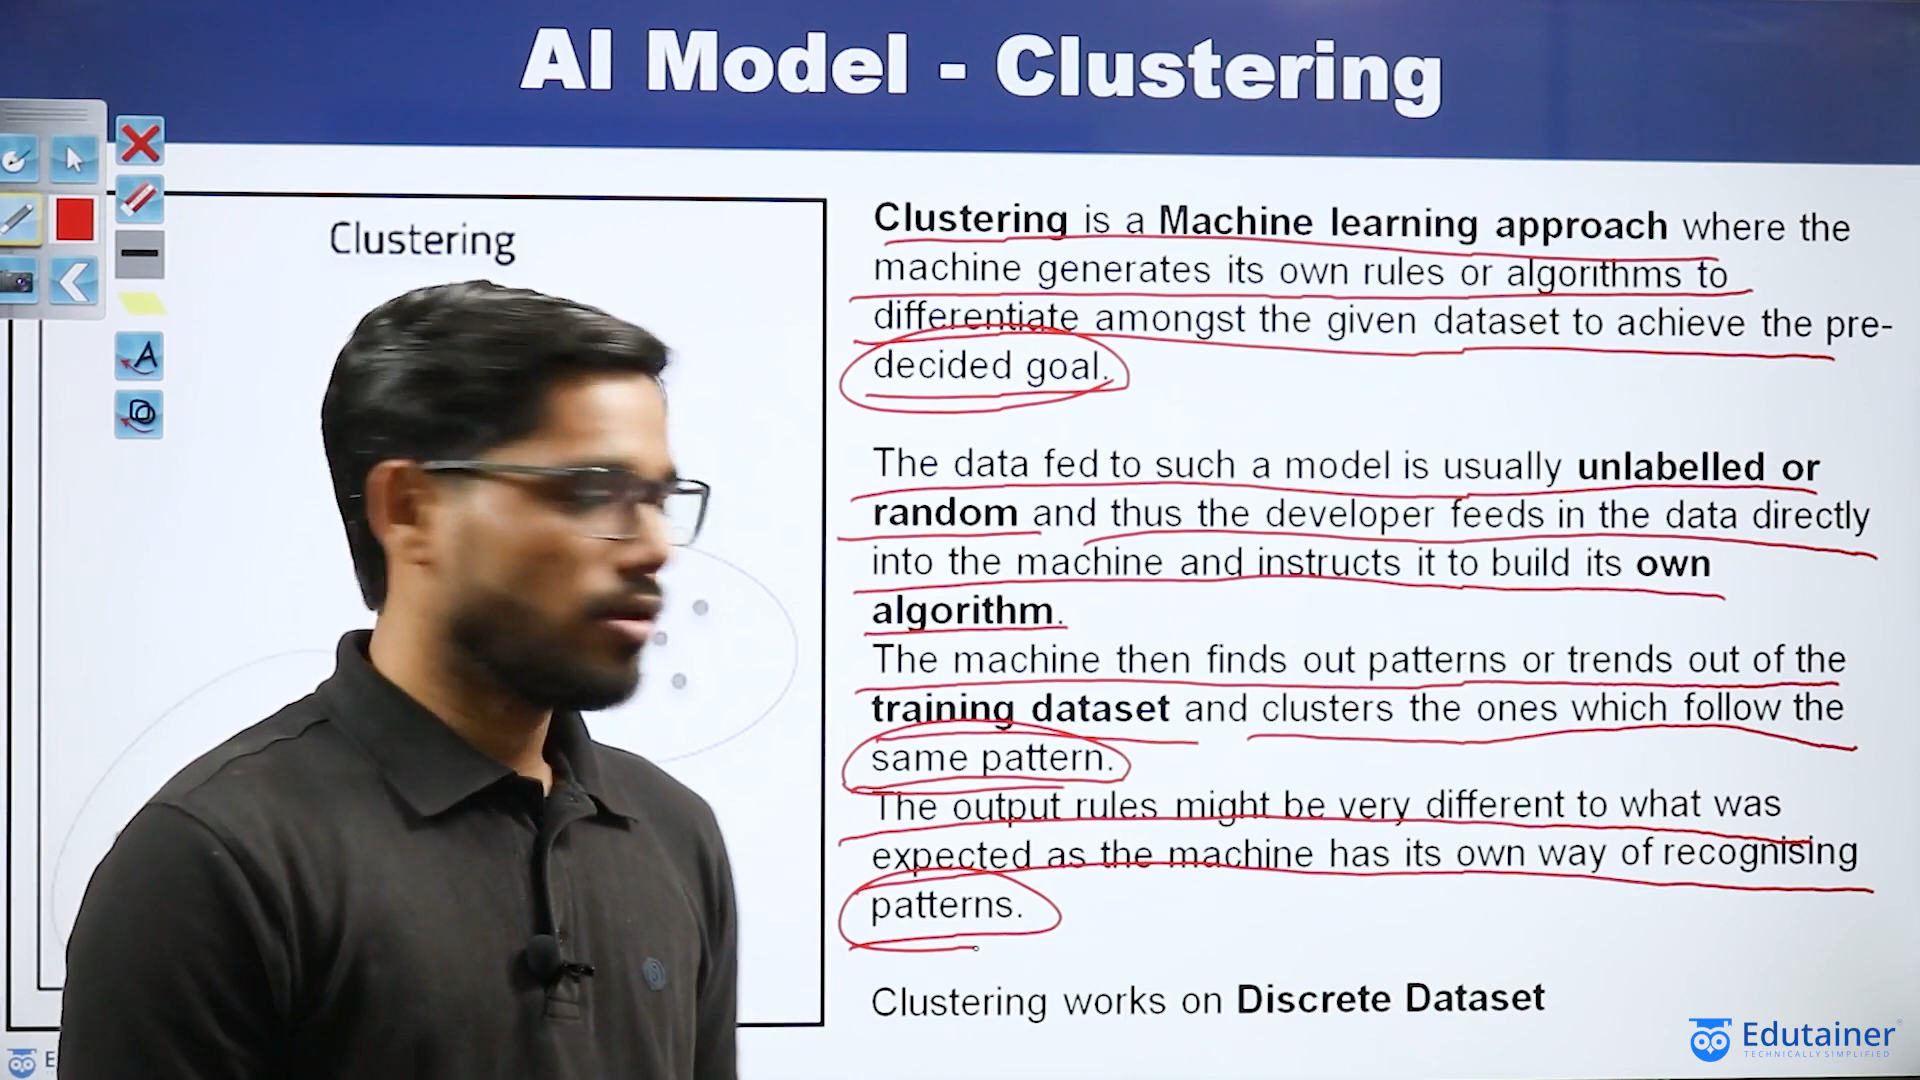 AI Model - Clustering
Clustering
Clustering is a Machine learning approach where the
machine generates its own rules or algorithms to
differentiate amongst the given dataset to achieve the pre-
decided goal.
The data fed to such a model is usually unlabelled or
random and thus the developer feeds in the data directly
into the machine and instructs it to build its own
algorithm.
The machine then finds out patterns or trends out of the
training dataset and clusters the ones which follow the
same pattern.
The output rules might be very different to what was
expected as the machine has its own way of recognising
patterns.
Clustering works on Discrete Dataset
Edutainer
TECHNICALLY SIMPLIFIED